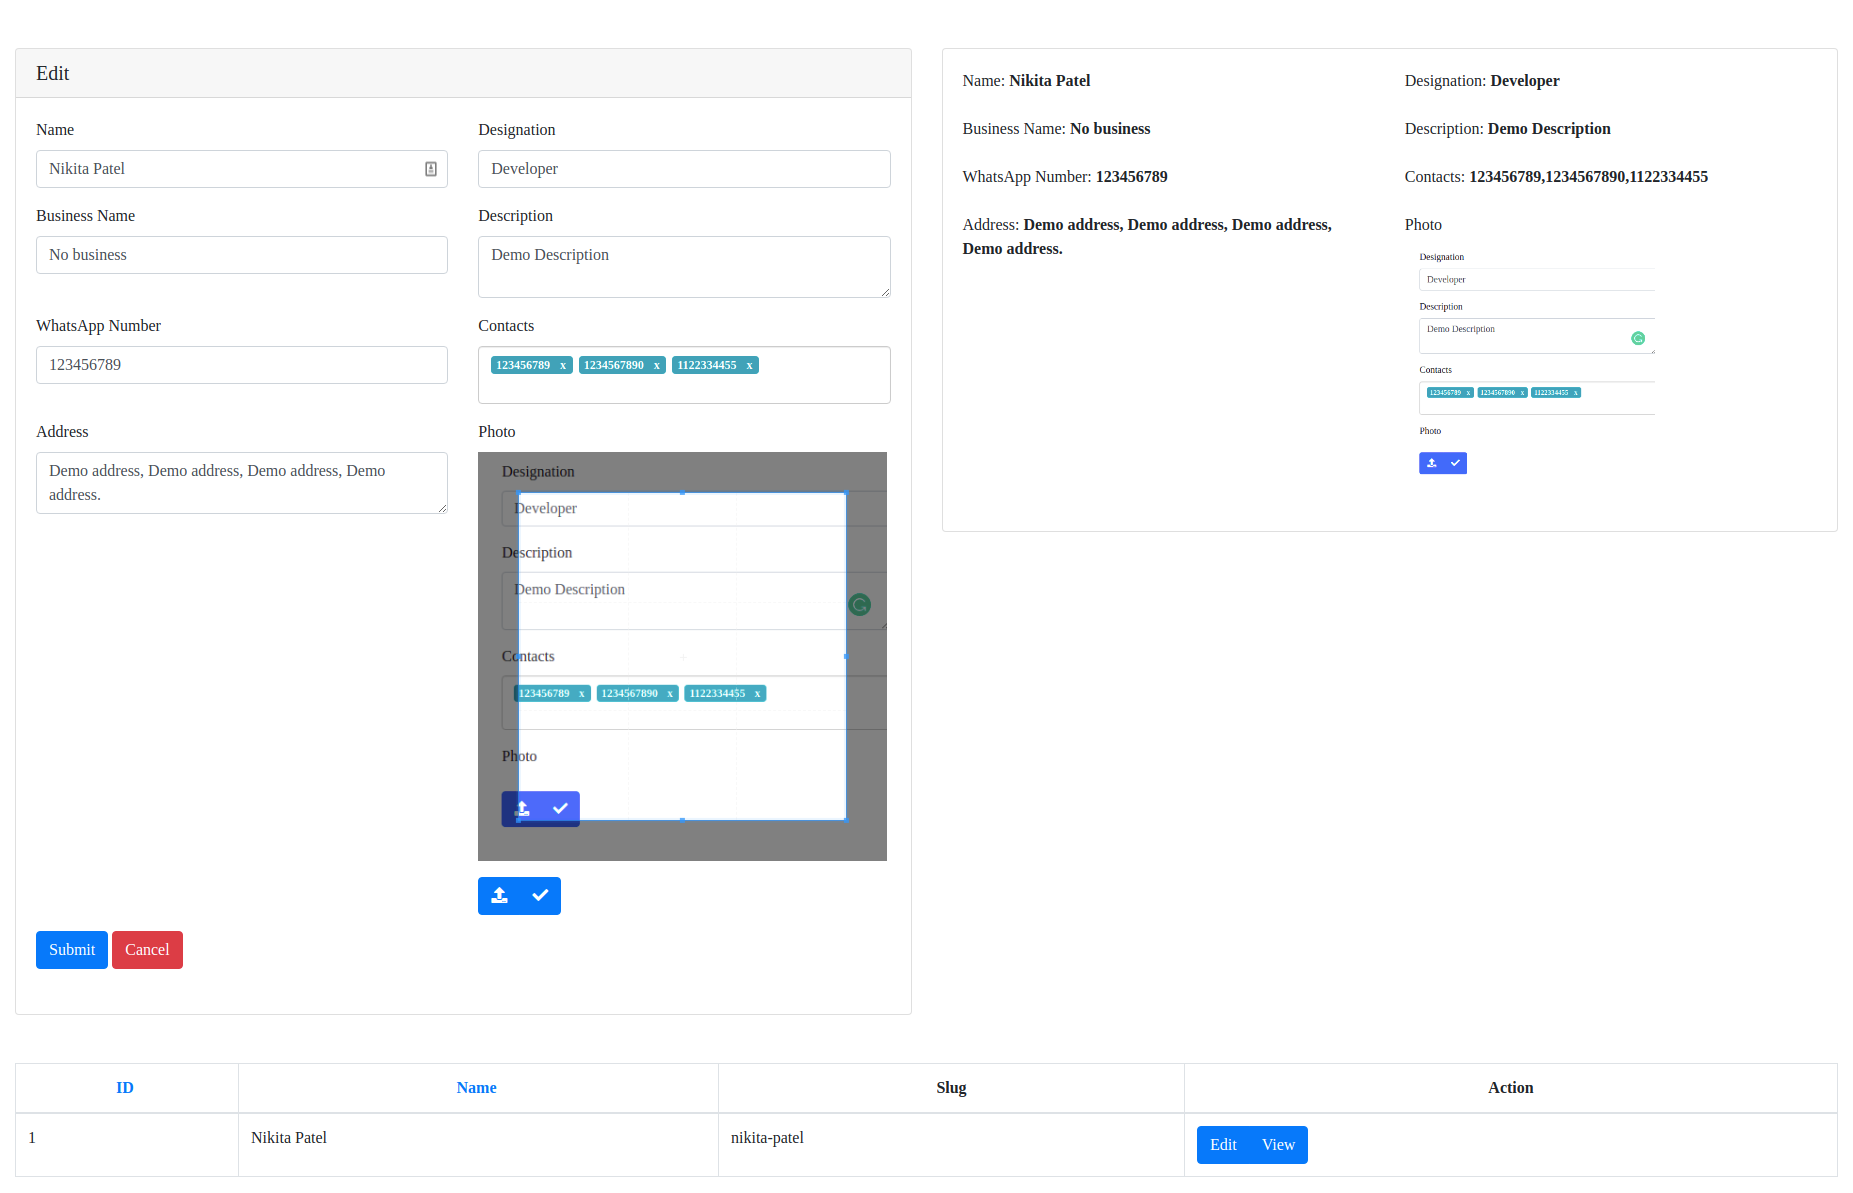 Edit
Name
Nikita Patel
Designation
Developer
Business Name
No business
Description
Demo Description
WhatsApp Number
123456789
Contacts
123456789 x 1234567890 x 1122334455 x
Address
Demo address, Demo address, Demo address, Demo
address.
Photo
Designation
Developer
Description
Demo Description
Contacts
123456789 x 1234567890 x 1122334455 x
Photo
Submit Cancel
Name: Nikita Patel
Designation: Developer
Business Name: No business
Description: Demo Description
WhatsApp Number: 123456789
Contacts: 123456789,1234567890,1122334455
Address: Demo address, Demo address, Demo address,
Demo address.
Photo
Designation
Developer
Description
Demo Description
Contacts
123456789 x 1234567890 x 1122334455 x
Photo
ID Name Slug Action
1 Nikita Patel nikita-patel Edit View